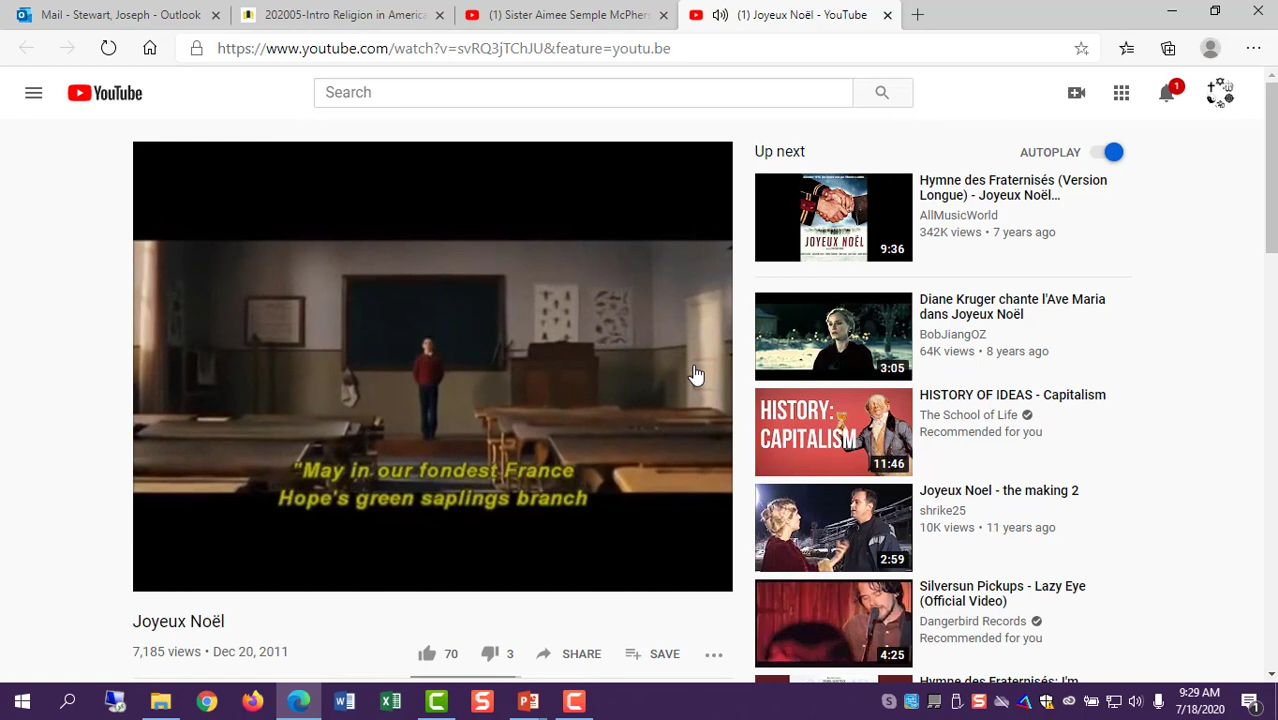 Mail - Stewart, Joseph - Outlook
202005-Intro Religion in America
(1) Sister Aimee Semple McPhers
(1) Joyeux Noël - YouTube
https://www.youtube.com/watch?v=svRQ3jTChJU&feature=youtu.be
YouTube
Search
1
Up next
AUTOPLAY
Hymne des Fraternisés (Version
Longue) - Joyeux Noël...
AllMusicWorld
342K views • 7 years ago
JOYEUX NOËL
9:36
Diane Kruger chante l'Ave Maria
dans Joyeux Noël
BobJiangOZ
64K views • 8 years ago
3:05
HISTORY OF IDEAS - Capitalism
The School of Life
Recommended for you
HISTORY:
CAPITALISM
11:46
Joyeux Noel - the making 2
shrike25
10K views • 11 years ago
2:59
Silversun Pickups - Lazy Eye
(Official Video)
Dangerbird Records
Recommended for you
4:25
Hymne des Fraternisés: I'm
"May in our fondest France
Hope's green saplings branch
Joyeux Noël
7,185 views • Dec 20, 2011
70
3
SHARE
SAVE
9:29 AM
7/18/2020
1